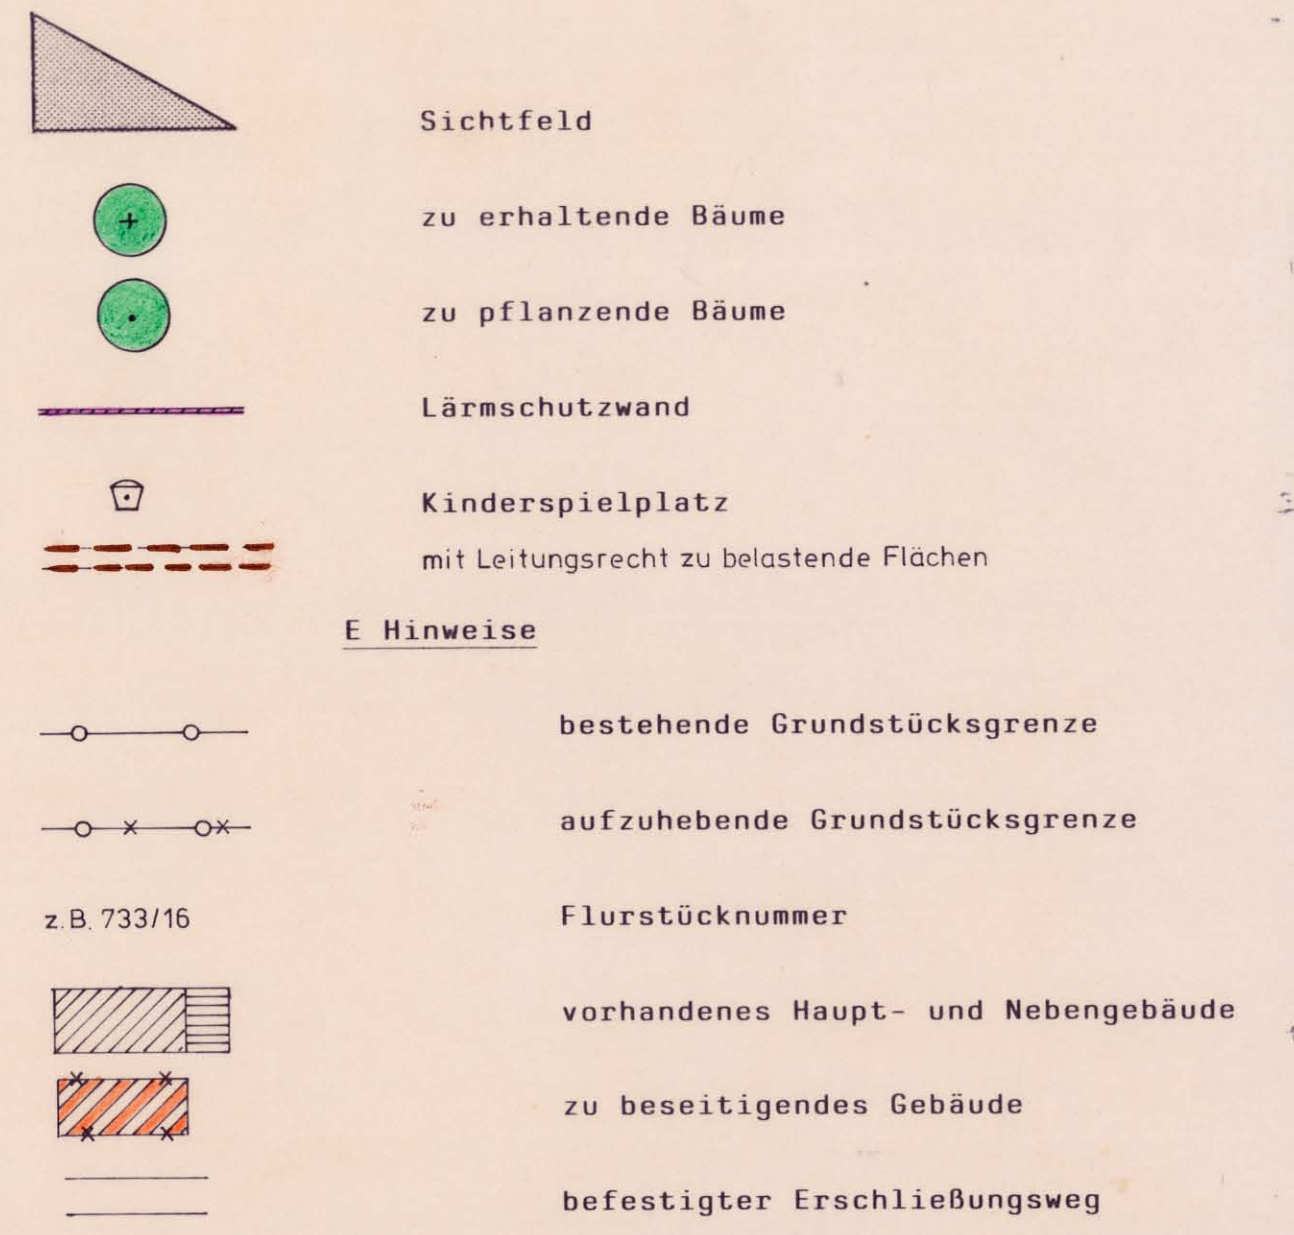 Sichtfeld
zu erhaltende Bäume
zu pflanzende Bäume
Lärmschutzwand
Kinderspielplatz
mit Leitungsrecht zu belastende Flächen
E Hinweise
bestehende Grundstücksgrenze
aufzuhebende Grundstücksgrenze
z.B. 733/16 Flurstücknummer
vorhandenes Haupt- und Nebengebäude
zu beseitigendes Gebäude
befestigter Erschließungsweg